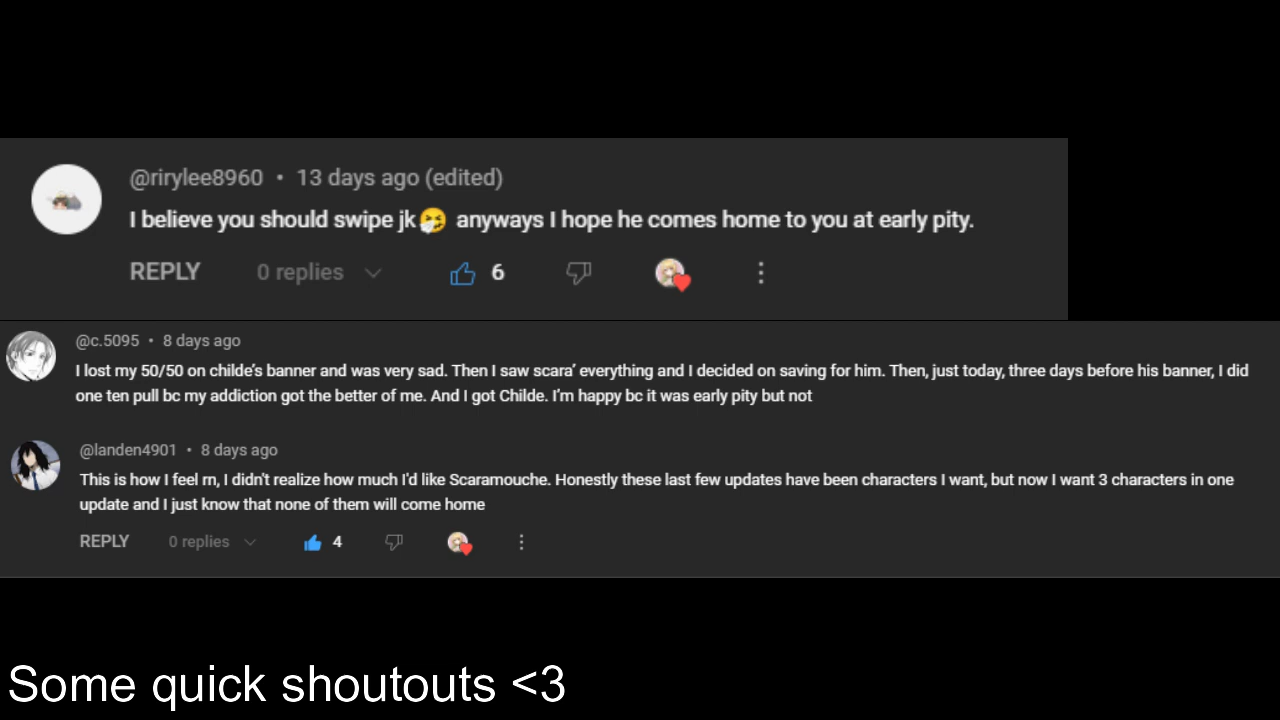 @rirylee8960 • 13 days ago (edited)
I believe you should swipe jk🤧 anyways I hope he comes home to you at early pity.
REPLY 0 replies 6
@c.5095 • 8 days ago
I lost my 50/50 on childe's banner and was very sad. Then I saw scara' everything and I decided on saving for him. Then, just today, three days before his banner, I did
one ten pull bc my addiction got the better of me. And I got Childe. I'm happy bc it was early pity but not
@landen4901 • 8 days ago
This is how I feel rn, I didn't realize how much I'd like Scaramouche. Honestly these last few updates have been characters I want, but now I want 3 characters in one
update and I just know that none of them will come home
REPLY 0 replies 4
Some quick shoutouts <3